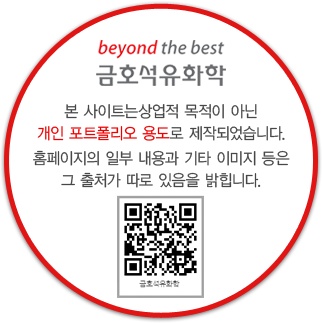 beyond the best
금호석유화학
본 사이트는상업적 목적이 아닌
개인 포트폴리오 용도로 제작되었습니다.
홈페이지의 일부 내용과 기타 이미지 등은
그 출처가 따로 있음을 밝힙니다.
금호석유화학